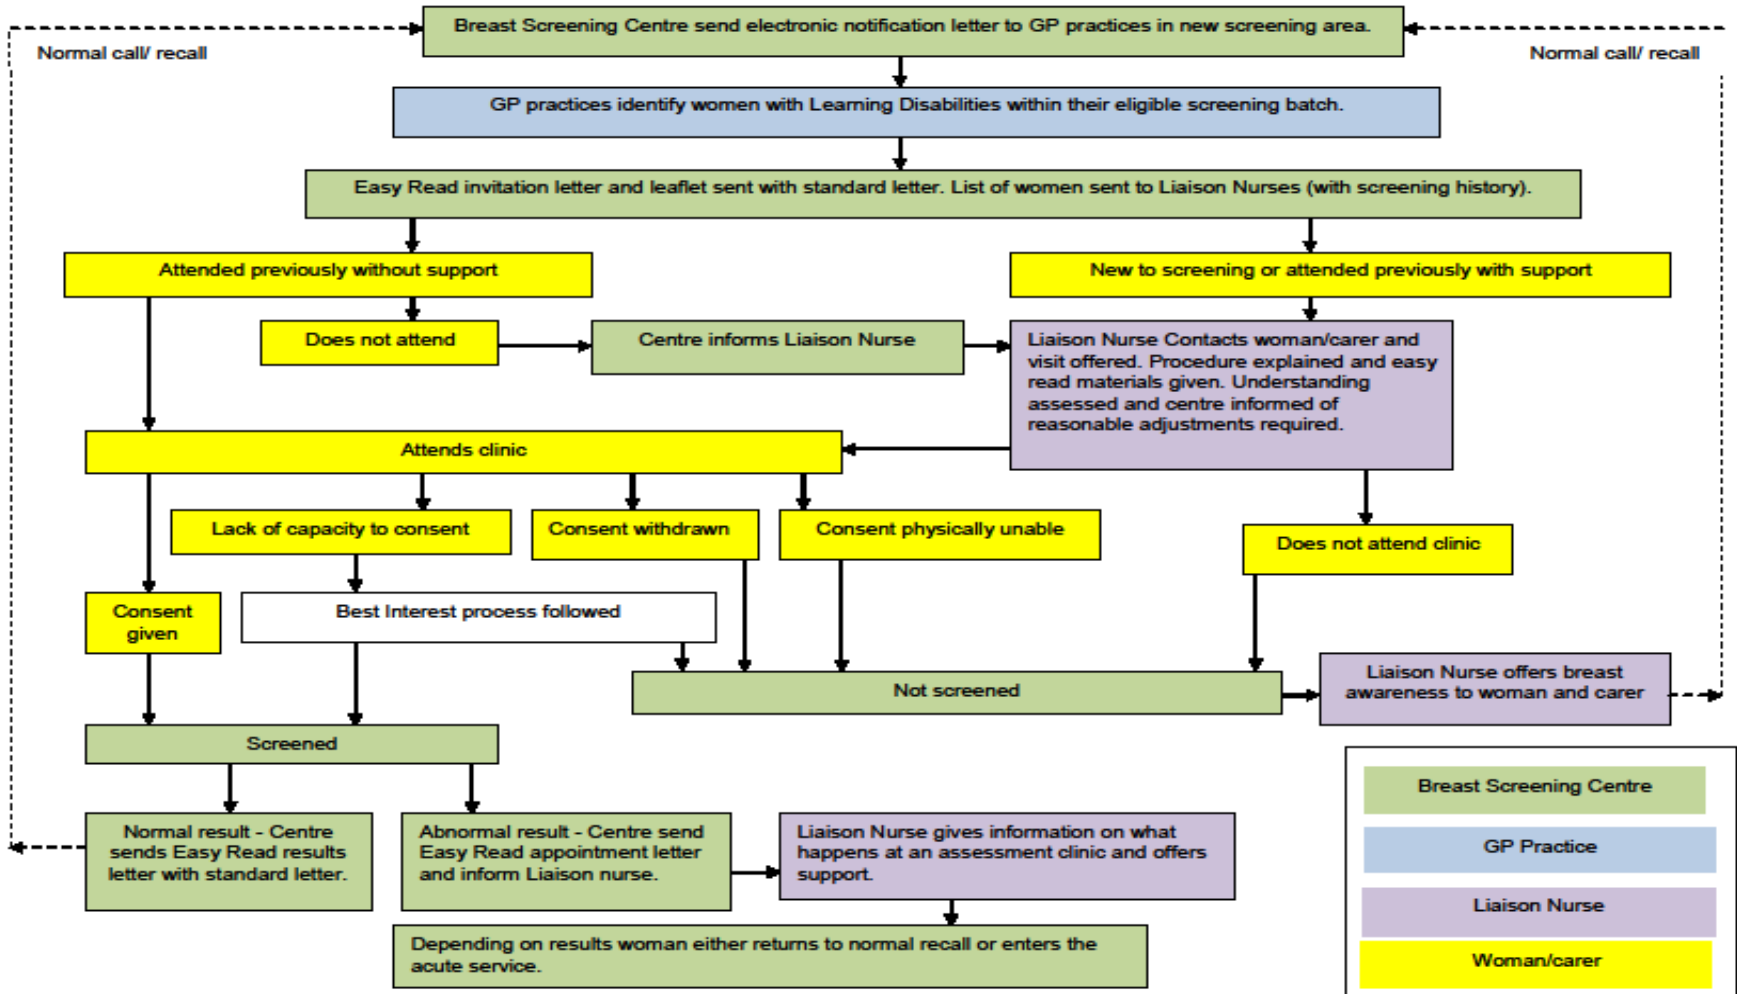 Breast Screening Centre send electronic notification letter to GP practices in new screening area.
Normal call/ recall
Normal call/ recall
GP practices identify women with Learning Disabilities within their eligible screening batch.
Easy Read invitation letter and leaflet sent with standard letter. List of women sent to Liaison Nurses (with screening history).
Attended previously without support
New to screening or attended previously with support
Does not attend
Centre informs Liaison Nurse
Liaison Nurse Contacts woman/carer and
visit offered. Procedure explained and easy
read materials given. Understanding
assessed and centre informed of
reasonable adjustments required.
Attends clinic
Lack of capacity to consent
Consent withdrawn
Consent physically unable
Does not attend clinic
Consent
given
Best Interest process followed
Not screened
Liaison Nurse offers breast
awareness to woman and carer
Screened
Normal result - Centre
sends Easy Read results
letter with standard letter.
Abnormal result - Centre send
Easy Read appointment letter
and inform Liaison nurse.
Liaison Nurse gives information on what
happens at an assessment clinic and offers
support.
Depending on results woman either returns to normal recall or enters the
acute service.
Breast Screening Centre
GP Practice
Liaison Nurse
Woman/carer